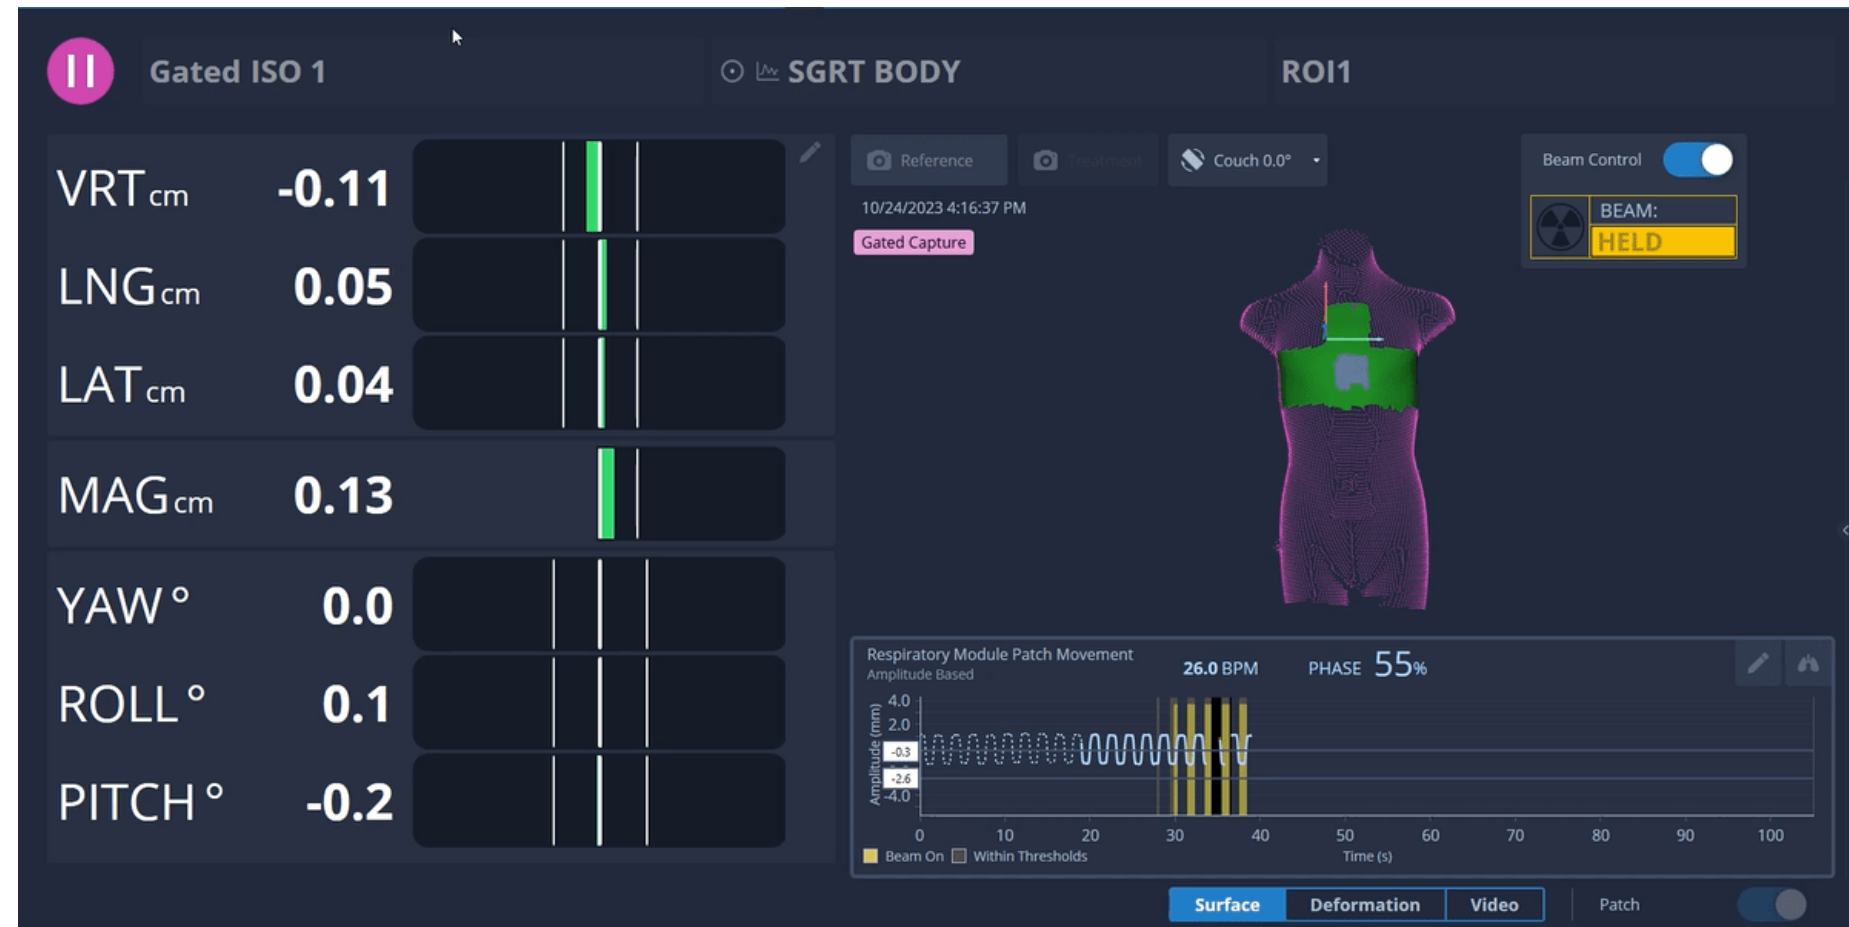 Gated ISO 1
SGRT BODY
ROI1
VRT cm -0.11
LNG cm 0.05
LAT cm 0.04
MAG cm 0.13
YAW ° 0.0
ROLL ° 0.1
PITCH ° -0.2
Reference
Treatment
Couch 0.0°
Beam Control
10/24/2023 4:16:37 PM
BEAM:
HELD
Gated Capture
Respiratory Module Patch Movement
Amplitude Based
26.0 BPM
PHASE 55%
Amplitude (mm)
4.0
2.0
-0.3
-2.6
-4.0
0 10 20 30 40 50 60 70 80 90 100
Beam On Within Thresholds
Time (s)
Surface Deformation Video Patch